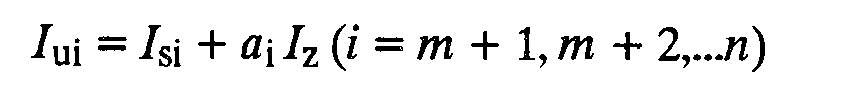 I_ui = I_si + a_i I_z (i = m + 1, m + 2,...n)